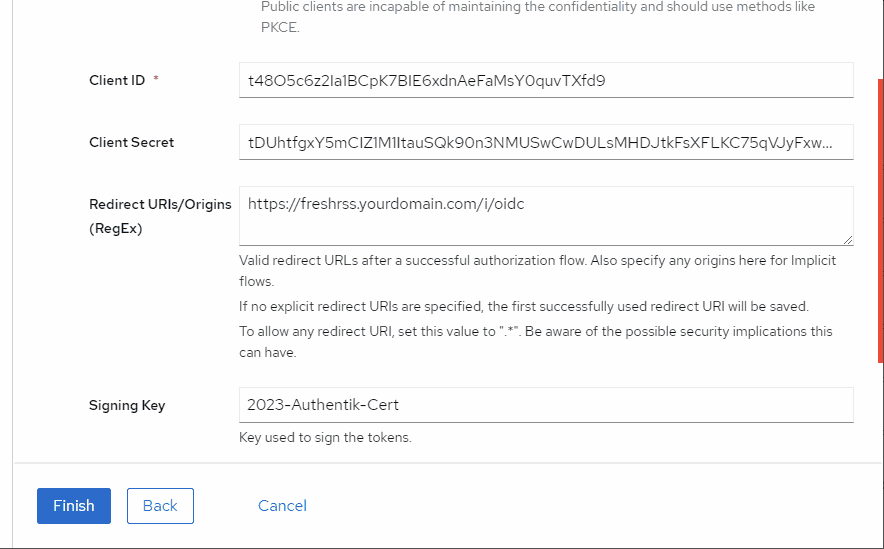 Public clients are incapable of maintaining the confidentiality and should use methods like
PKCE.
Client ID *
t48O5c6z2Ia1BCpK7BIE6xdnAeFaMsY0quvTXfd9
Client Secret
tDUhtfgxY5mCIZ1M1ItauSQk90n3NMUSwCwDULsMHDJtkFsXFLKC75qVJyFxw...
Redirect URIs/Origins
(RegEx)
https://freshrss.yourdomain.com/i/oidc
Valid redirect URLs after a successful authorization flow. Also specify any origins here for Implicit
flows.
If no explicit redirect URIs are specified, the first successfully used redirect URI will be saved.
To allow any redirect URI, set this value to ".*". Be aware of the possible security implications this
can have.
Signing Key
2023-Authentik-Cert
Key used to sign the tokens.
Finish
Back
Cancel